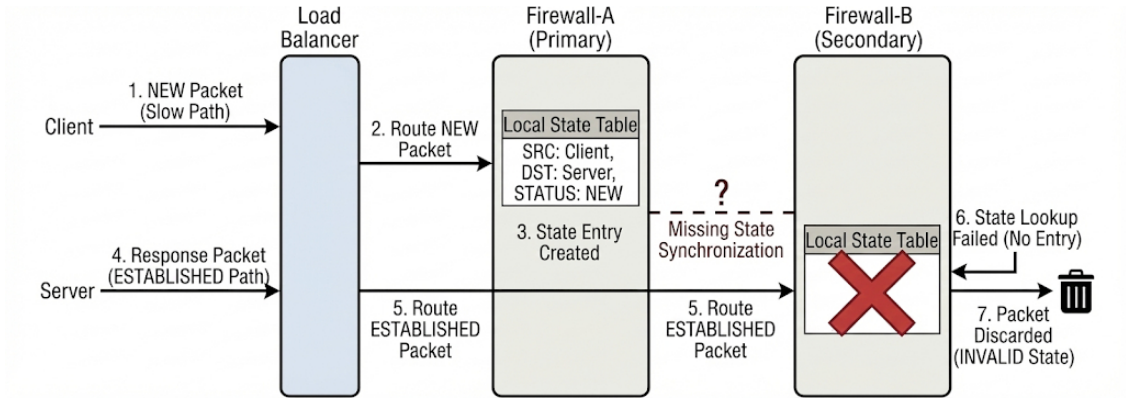 Load
Balancer
Firewall-A
(Primary)
Firewall-B
(Secondary)
Client
1. NEW Packet
(Slow Path)
2. Route NEW
Packet
Local State Table
SRC: Client,
DST: Server,
STATUS: NEW
3. State Entry
Created
?
Missing State
Synchronization
Server
4. Response Packet
(ESTABLISHED Path)
5. Route
ESTABLISHED
Packet
5. Route
ESTABLISHED
Packet
Local State Table
6. State Lookup
Failed (No Entry)
7. Packet
Discarded
(INVALID State)